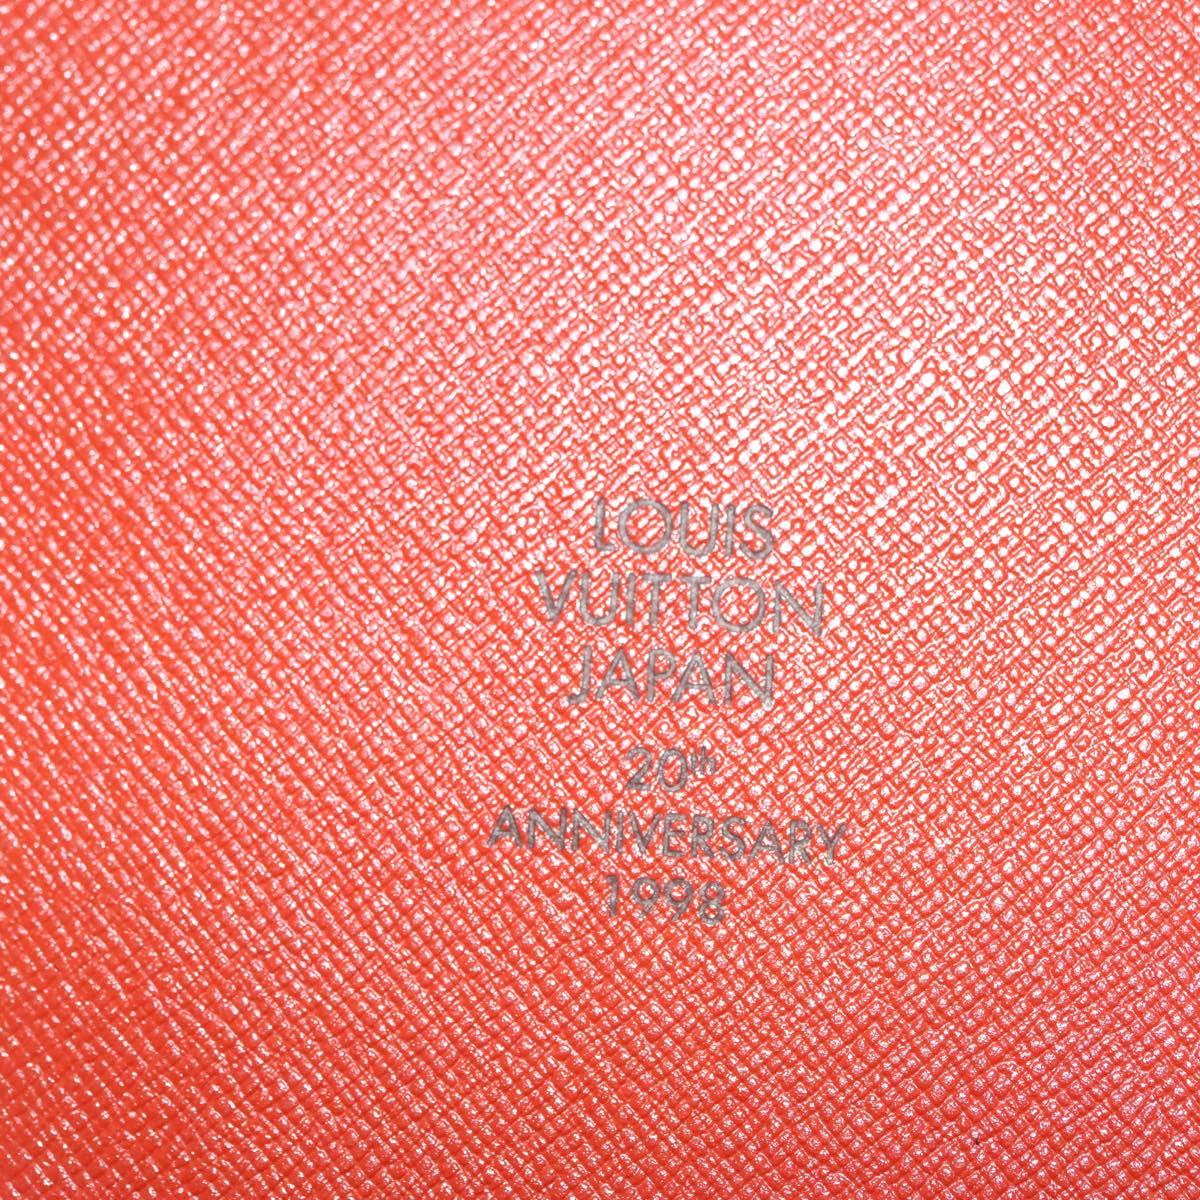 LOUIS
VUITTON
JAPAN
20th
ANNIVERSARY
1998